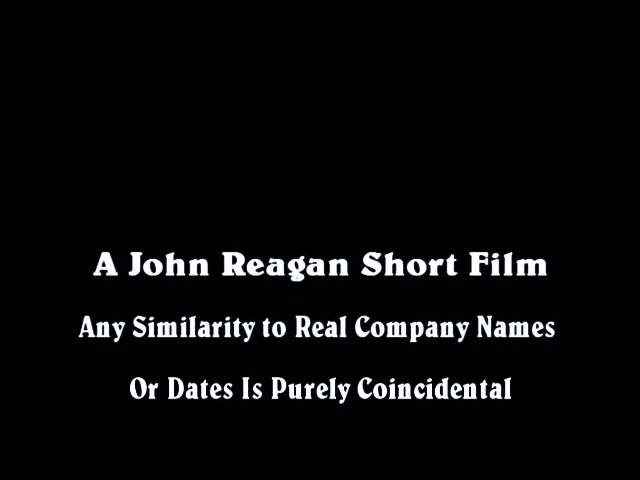 A John Reagan Short Film
Any Similarity to Real Company Names
Or Dates Is Purely Coincidental